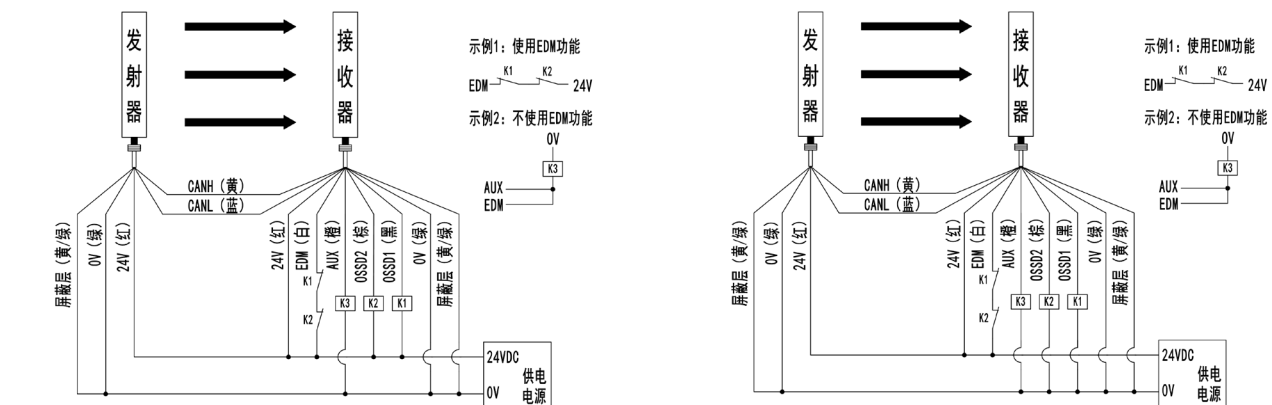 发射器
接收器
示例1：使用EDM功能
K1 K2
EDM 24V
示例2：不使用EDM功能
0V
K3
AUX
EDM
CANH（黄）
CANL（蓝）
屏蔽层（黄/绿）
0V（绿）
24V（红）
24V（红）
EDM（白）
AUX（橙）
OSSD2（棕）
OSSD1（黑）
0V（绿）
屏蔽层（黄/绿）
K1
K2
K3
K2
K1
24VDC
供电
0V 电源
发射器
接收器
示例1：使用EDM功能
K1 K2
EDM 24V
示例2：不使用EDM功能
0V
K3
AUX
EDM
CANH（黄）
CANL（蓝）
屏蔽层（黄/绿）
0V（绿）
24V（红）
24V（红）
EDM（白）
AUX（橙）
OSSD2（棕）
OSSD1（黑）
0V（绿）
屏蔽层（黄/绿）
K1
K2
K3
K2
K1
24VDC
供电
0V 电源